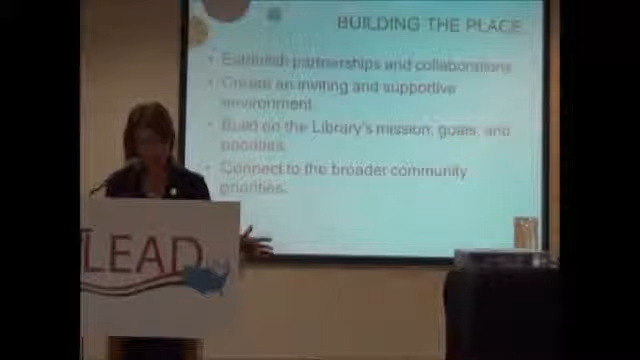 BUILDING THE PLACE
• Establish partnerships and collaborations
• Create an inviting and supportive
environment
• Build on the Library's mission, goals, and
priorities.
• Connect to the broader community
priorities.
LEAD